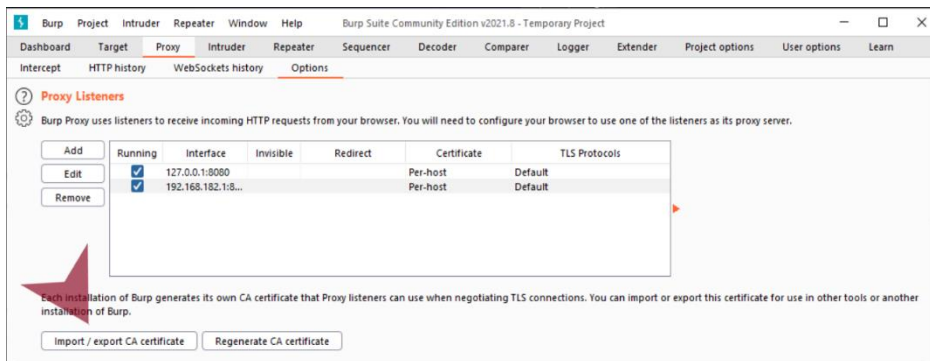 Burp Project Intruder Repeater Window Help Burp Suite Community Edition v2021.8 - Temporary Project
Dashboard Target Proxy Intruder Repeater Sequencer Decoder Comparer Logger Extender Project options User options Learn
Intercept HTTP history WebSockets history Options
Proxy Listeners
Burp Proxy uses listeners to receive incoming HTTP requests from your browser. You will need to configure your browser to use one of the listeners as its proxy server.
Add
Edit
Remove
Running Interface Invisible Redirect Certificate TLS Protocols
127.0.0.1:8080 Per-host Default
192.168.182.1:8... Per-host Default
Each installation of Burp generates its own CA certificate that Proxy listeners can use when negotiating TLS connections. You can import or export this certificate for use in other tools or another
installation of Burp.
Import / export CA certificate Regenerate CA certificate